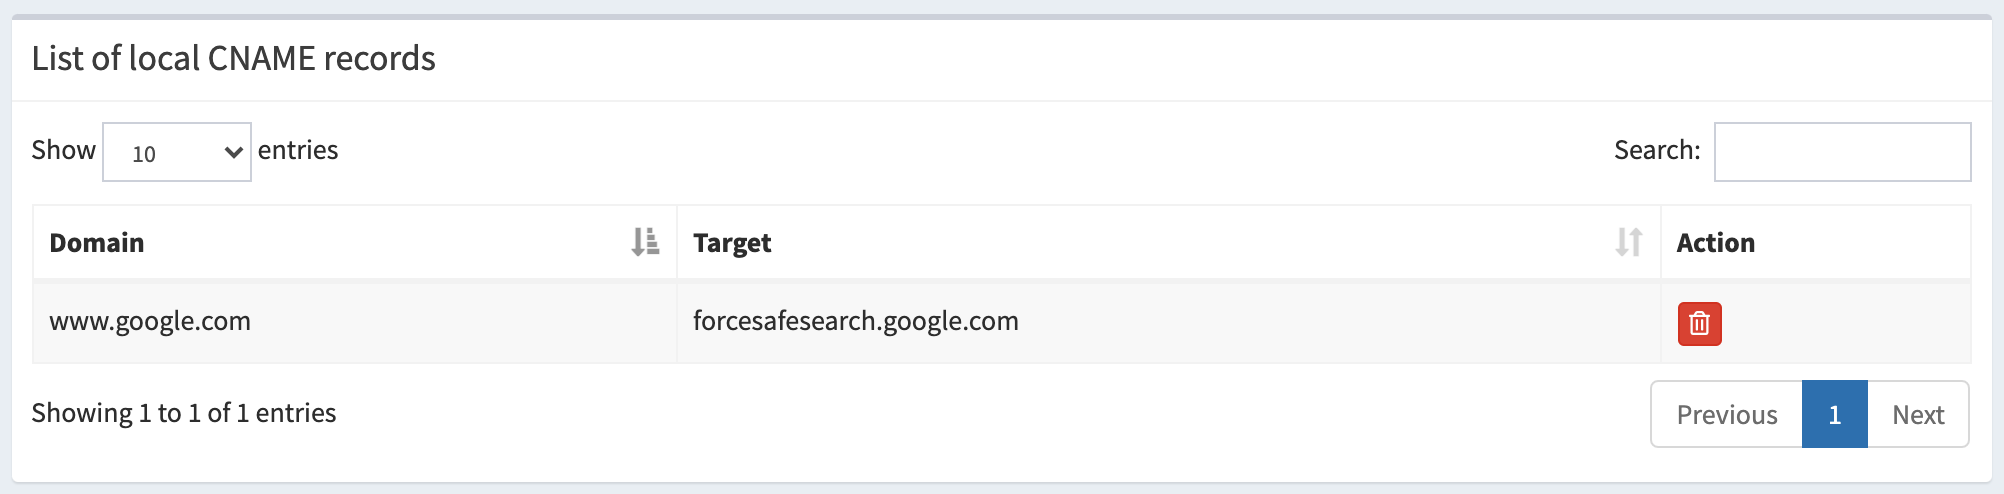 List of local CNAME records
Show 10 entries Search:
Domain Target Action
www.google.com forcesafesearch.google.com
Showing 1 to 1 of 1 entries Previous 1 Next